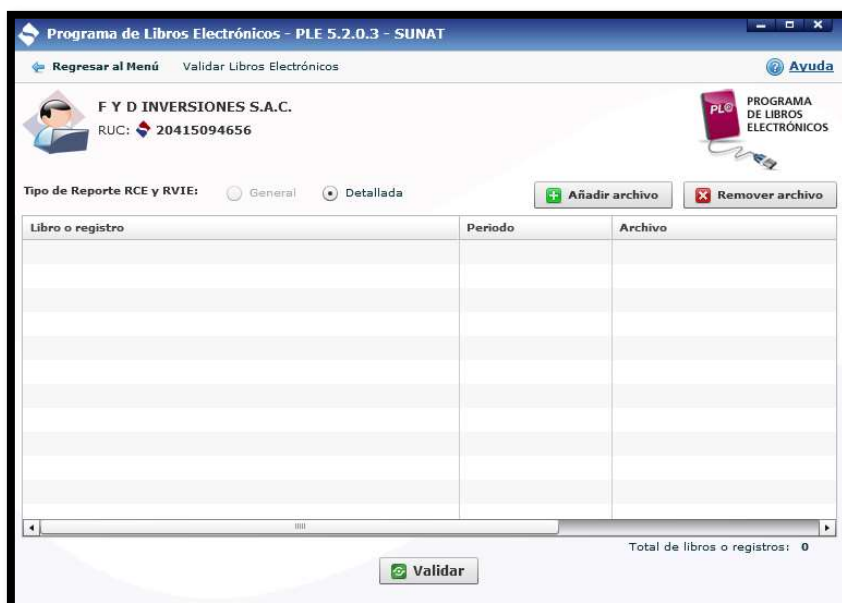 Programa de Libros Electrónicos - PLE 5.2.0.3 - SUNAT
Regresar al Menú Validar Libros Electrónicos Ayuda
F Y D INVERSIONES S.A.C.
RUC: 20415094656
PLE
PROGRAMA
DE LIBROS
ELECTRÓNICOS
Tipo de Reporte RCE y RVIE: General Detallada Añadir archivo Remover archivo
Libro o registro Periodo Archivo
Total de libros o registros: 0
Validar